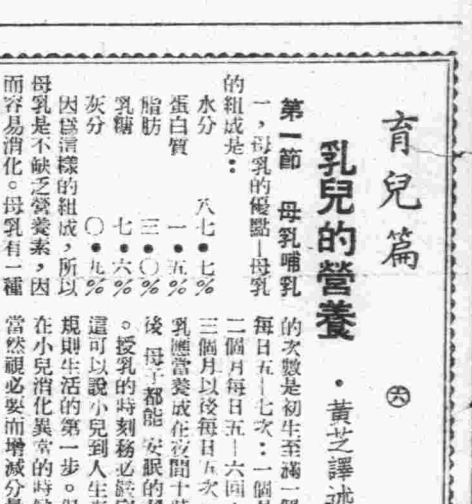 育兒篇
㊅
乳兒的營養
•黃芝譯述
第一節 母乳哺乳
一,母乳的優點—母乳
的組成是:
水分 八七•七%
蛋白質 一•五%
脂肪 三•〇%
乳糖 七•六%
灰分 〇•九%
因爲這樣的組成,所以
母乳是不缺乏營養素,因
而容易消化。母乳有一種
的次數是初生至滿一個
每日五—七次:一個月
二個月每日五—六回
三個月以後每日五次
乳應當養成在夜間十時
後 母子都能 安眠的
。授乳的時刻務必嚴
這可以說小兒到人生
規則生活的第一步。
在小兒消化異常的時
當然視必要而增減分